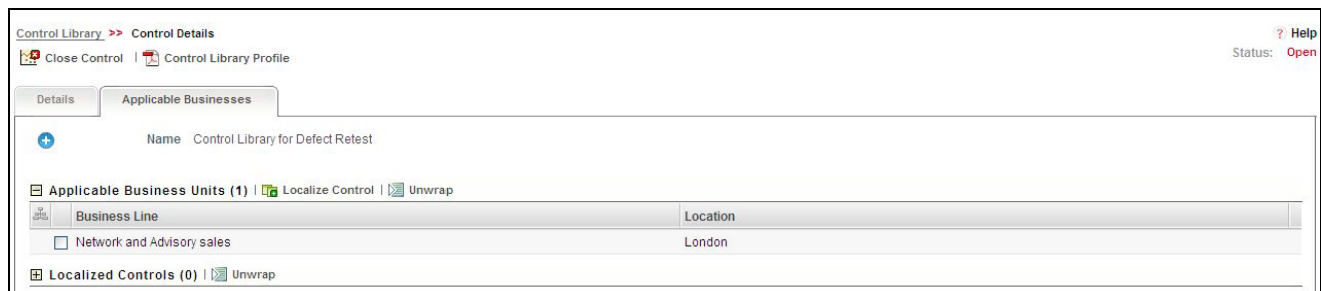 Control Library >> Control Details
? Help
Close Control | Control Library Profile
Status: Open
Details
Applicable Businesses
Name Control Library for Defect Retest
Applicable Business Units (1) | Localize Control | Unwrap
Business Line Location
Network and Advisory sales London
Localized Controls (0) | Unwrap